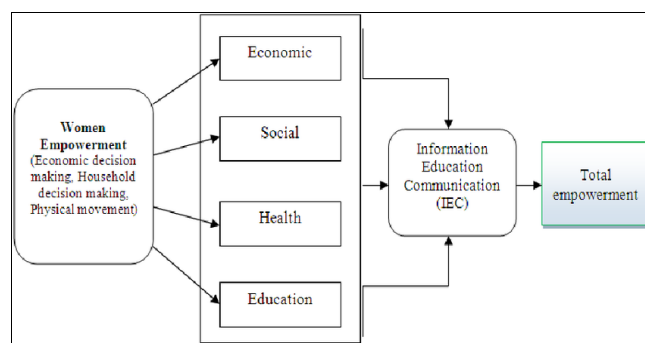 Women
Empowerment
(Economic decision
making, Household
decision making,
Physical movement)
Economic
Social
Health
Education
Information
Education
Communication
(IEC)
Total
empowerment